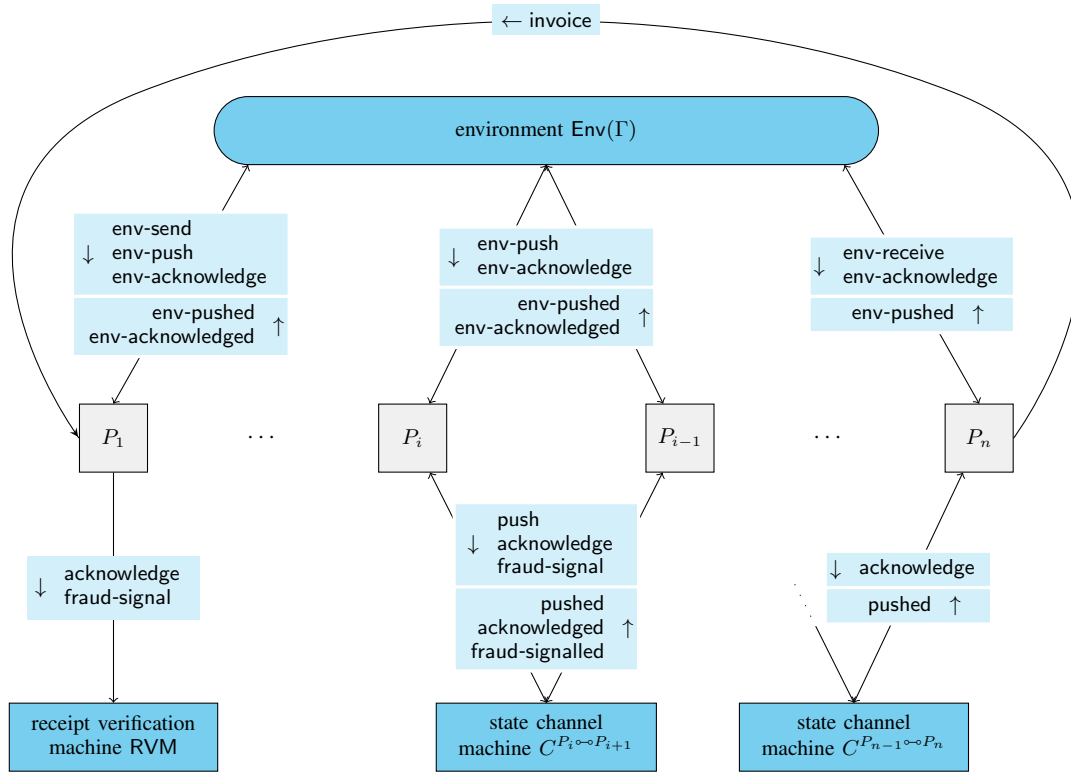 ← invoice
environment Env(Γ)
↓ env-send
env-push
env-acknowledge
env-pushed
env-acknowledged ↑
↓ env-push
env-acknowledge
env-pushed
env-acknowledged ↑
↓ env-receive
env-acknowledge
env-pushed ↑
P₁ ··· Pᵢ Pᵢ₋₁ ··· Pₙ
↓ acknowledge
fraud-signal
↓ push
acknowledge
fraud-signal
pushed
acknowledged ↑
fraud-signalled
↓ acknowledge
pushed ↑
receipt verification
machine RVM
state channel
machine C^{Pᵢ⊶⊷Pᵢ₊₁}
state channel
machine C^{Pₙ₋₁⊶⊷Pₙ}